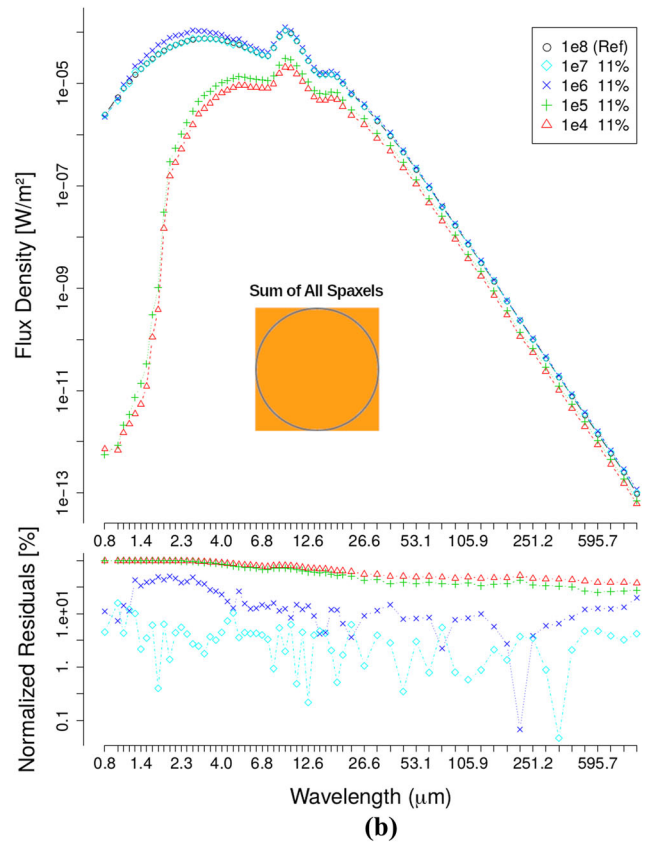 Flux Density [W/m²]
1e-05
1e-07
1e-09
1e-11
1e-13
1e8 (Ref)
1e7 11%
1e6 11%
1e5 11%
1e4 11%
Sum of All Spaxels
0.8 1.4 2.3 4.0 6.8 12.6 26.6 53.1 105.9 251.2 595.7
Normalized Residuals [%]
1.e+01
1.
0.1
0.8 1.4 2.3 4.0 6.8 12.6 26.6 53.1 105.9 251.2 595.7
Wavelength (μm)
(b)